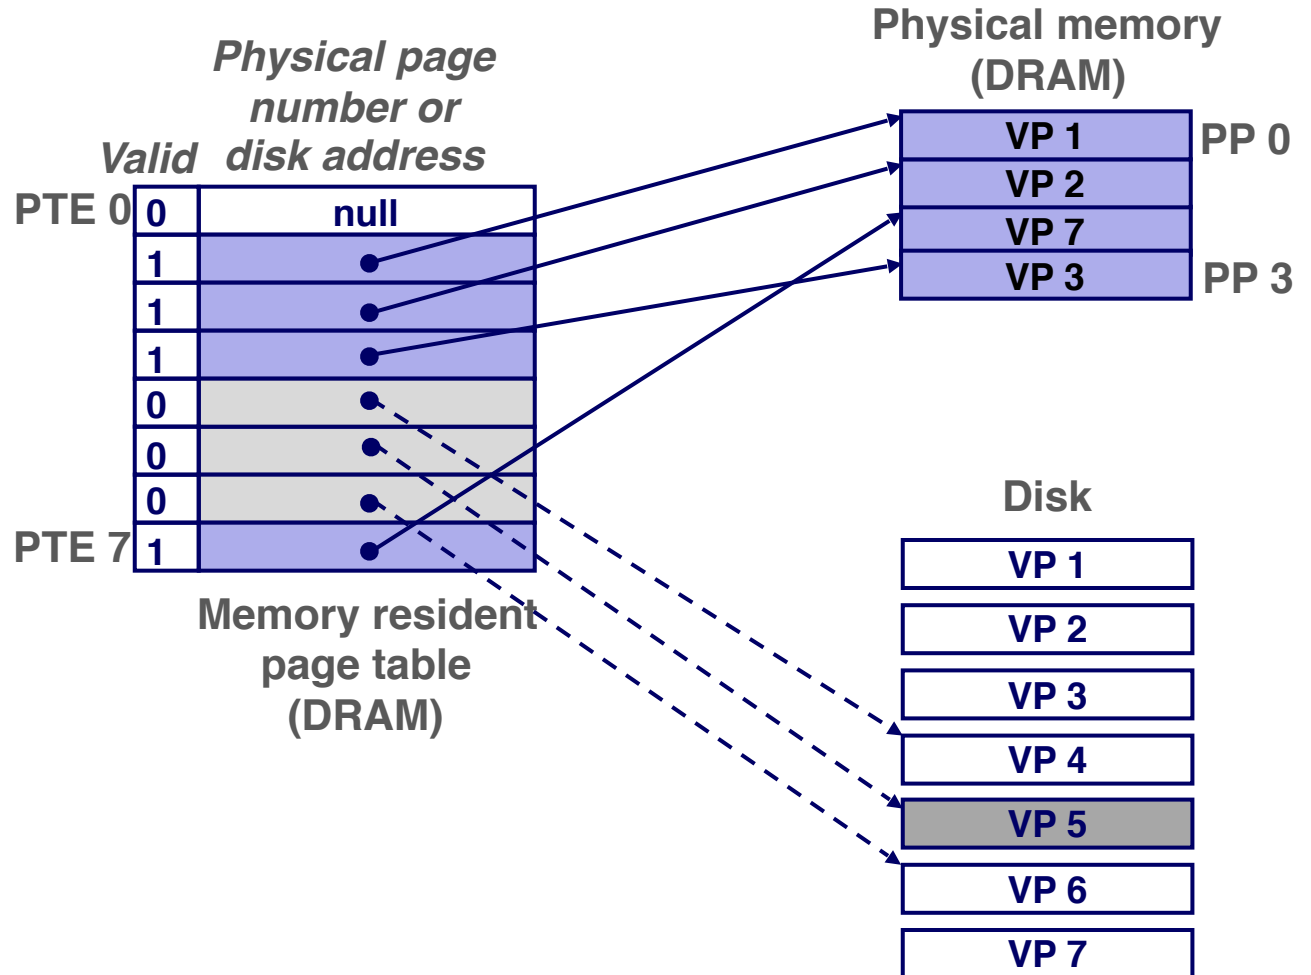 Physical memory
(DRAM)
Physical page
number or
disk address
Valid
VP 1
PP 0
VP 2
VP 7
VP 3
PP 3
PTE 0
0
null
1
1
1
0
0
0
PTE 7
1
Memory resident
page table
(DRAM)
Disk
VP 1
VP 2
VP 3
VP 4
VP 5
VP 6
VP 7